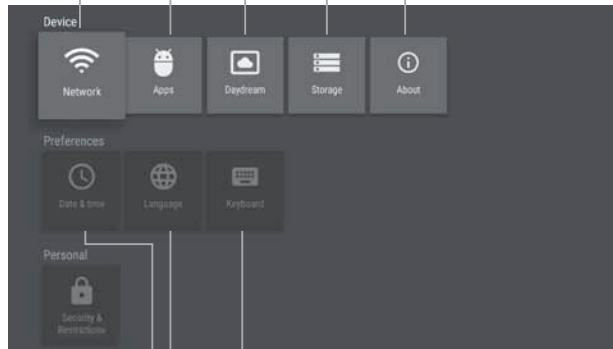 Device
Network
Apps
Daydream
Storage
About
Preferences
Date & time
Language
Keyboard
Personal
Security &
Restrictions